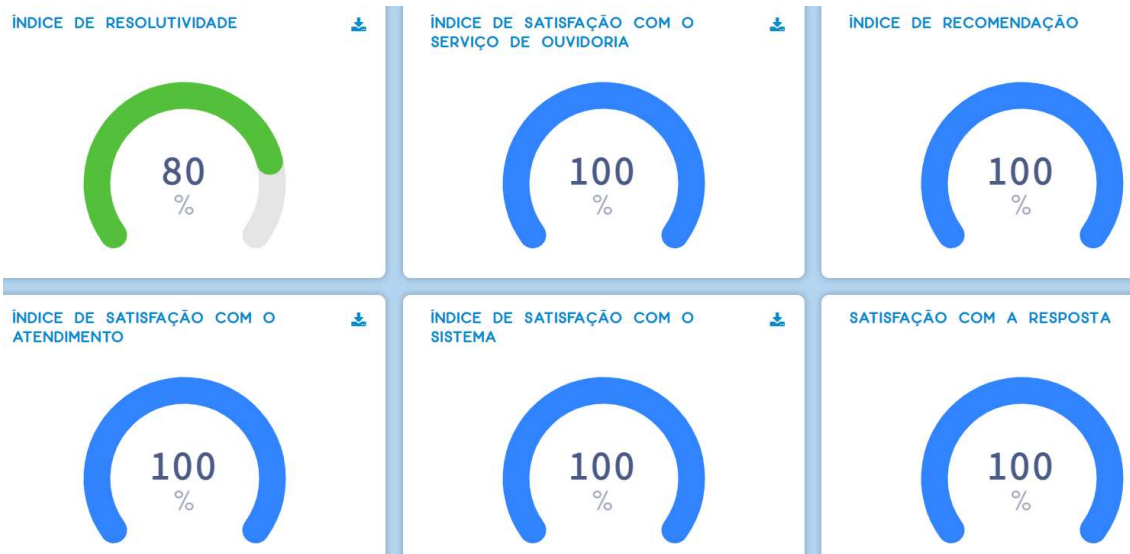 ÍNDICE DE RESOLUTIVIDADE
80
%
ÍNDICE DE SATISFAÇÃO COM O
SERVIÇO DE OUVIDORIA
100
%
ÍNDICE DE RECOMENDAÇÃO
100
%
ÍNDICE DE SATISFAÇÃO COM O
ATENDIMENTO
100
%
ÍNDICE DE SATISFAÇÃO COM O
SISTEMA
100
%
SATISFAÇÃO COM A RESPOSTA
100
%